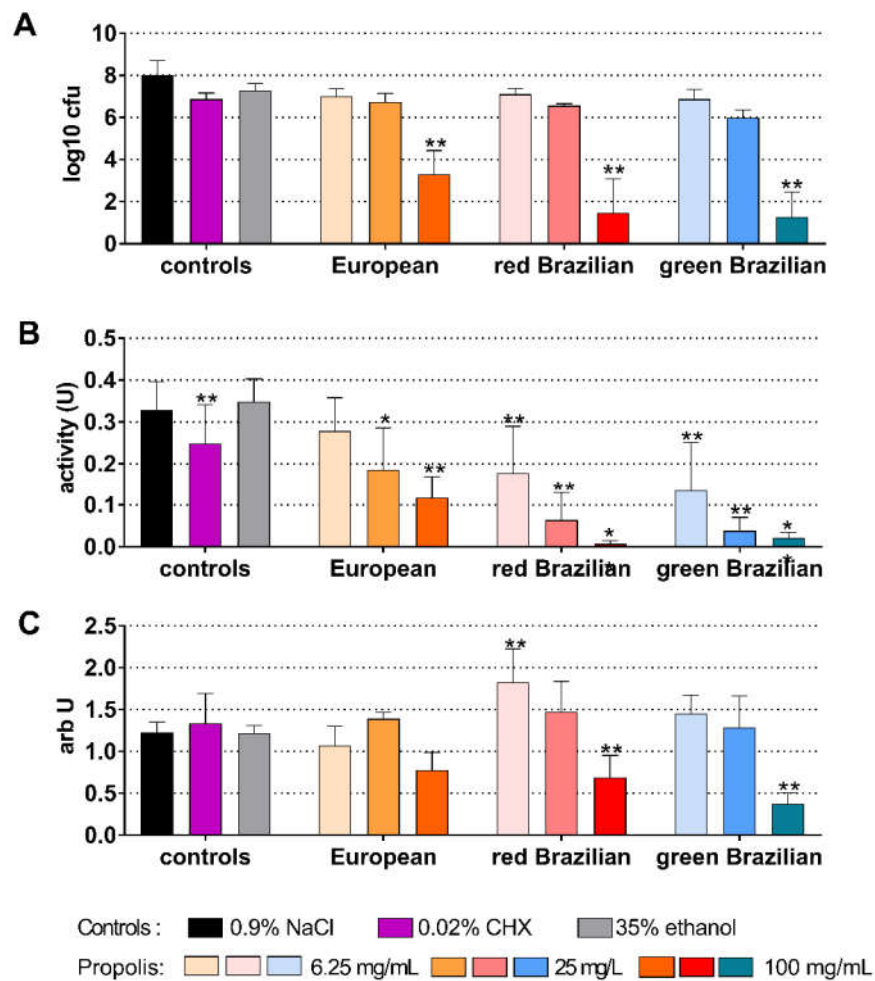 A
10
8
6
4
2
0
log10 cfu
** ** **
controls European red Brazilian green Brazilian
B
0.5
0.4
0.3
0.2
0.1
0.0
activity (U)
** * ** ** ** * * ** ** * *
controls European red Brazilian green Brazilian
C
2.5
2.0
1.5
1.0
0.5
0.0
arb U
** ** **
controls European red Brazilian green Brazilian
Controls : 0.9% NaCl 0.02% CHX 35% ethanol
Propolis: 6.25 mg/mL 25 mg/L 100 mg/mL